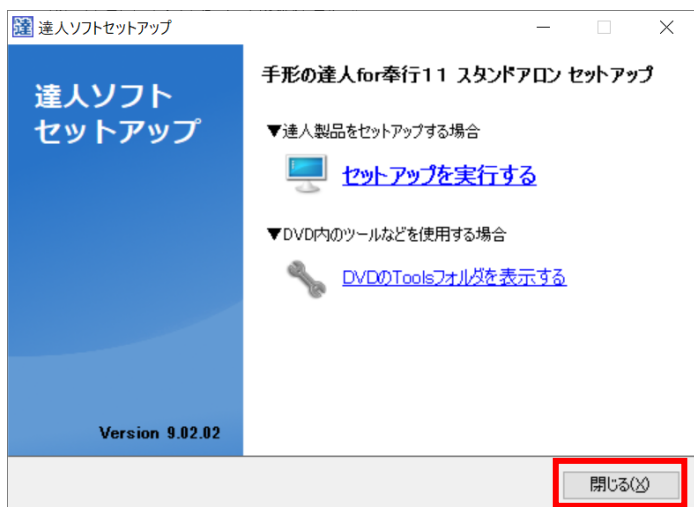 達 達人ソフトセットアップ
達人ソフト
セットアップ
手形の達人for奉行11 スタンドアロン セットアップ
▼達人製品をセットアップする場合
セットアップを実行する
▼DVD内のツールなどを使用する場合
DVDのToolsフォルダを表示する
Version 9.02.02
閉じる(X)